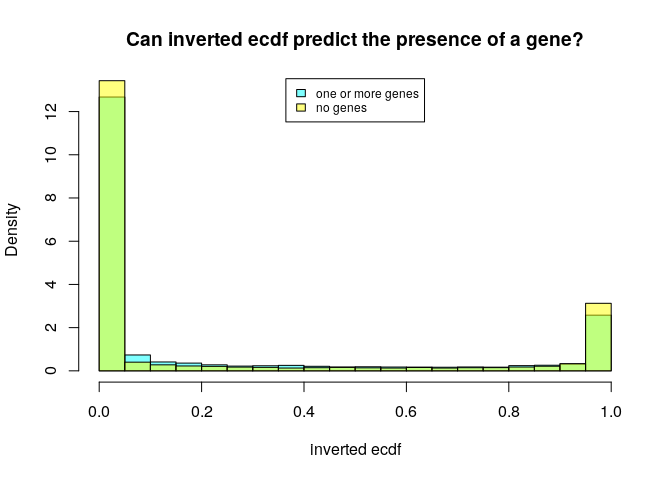 Can inverted ecdf predict the presence of a gene?
one or more genes
no genes
Density
0
2
4
6
8
10
12
0.0 0.2 0.4 0.6 0.8 1.0
inverted ecdf